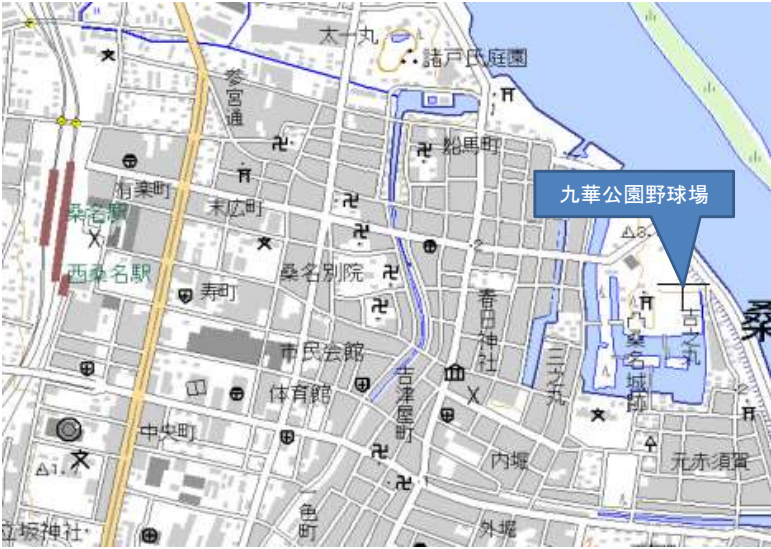 太一丸
諸戸氏庭園
参宮通
船馬町
九華公園野球場
有楽町
末広町
桑名駅
西桑名駅
桑名別院
寿町
春日神社
三之丸
吉之丸
桑名城跡
桑
市民会館
体育館
吉津屋町
中央町
内堀
元赤須賀
一色町
外堀
立坂神社